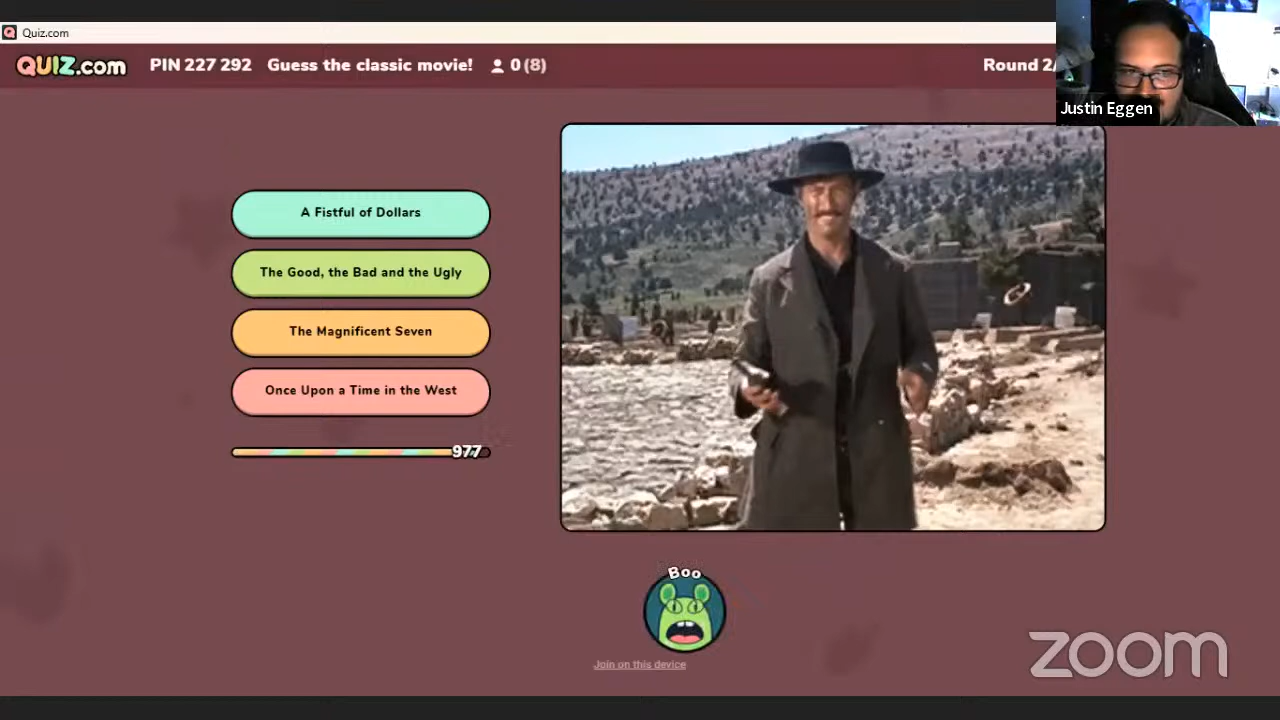 Quiz.com
QUIZ.com PIN 227 292 Guess the classic movie! 0 (8) Round 2/
Justin Eggen
A Fistful of Dollars
The Good, the Bad and the Ugly
The Magnificent Seven
Once Upon a Time in the West
977
Boo
Join on this device
zoom